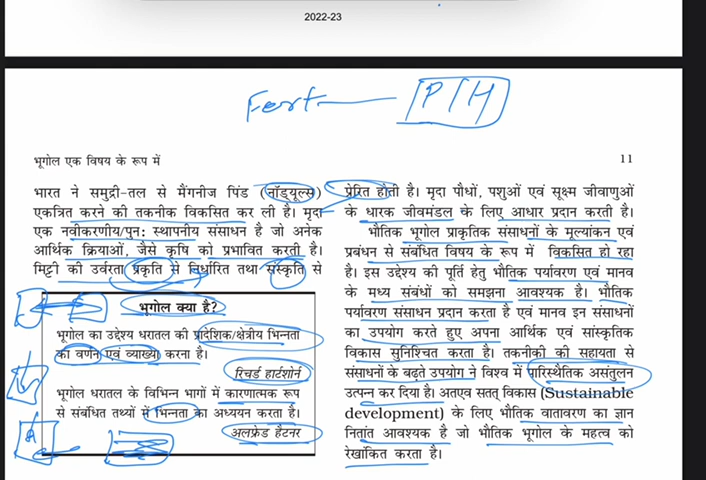 2022-23
Fert — P/H
भूगोल एक विषय के रूप में
11
भारत ने समुद्री-तल से मैंगनीज पिंड (नॉड्यूल्स)
एकत्रित करने की तकनीक विकसित कर ली है। मृदा
एक नवीकरणीय/पुन: स्थापनीय संसाधन है जो अनेक
आर्थिक क्रियाओं, जैसे कृषि को प्रभावित करती है।
मिट्टी की उर्वरता प्रकृति से निर्धारित तथा संस्कृति से
भूगोल क्या है?
भूगोल का उद्देश्य धरातल की प्रादेशिक/क्षेत्रीय भिन्नता
का वर्णन एवं व्याख्या करना है।
रिचर्ड हार्टशोर्न
भूगोल धरातल के विभिन्न भागों में कारणात्मक रूप
से संबंधित तथ्यों में भिन्नता का अध्ययन करता है।
अलफ्रेड हैटनर
प्रेरित होती है। मृदा पौधों, पशुओं एवं सूक्ष्म जीवाणुओं
के धारक जीवमंडल के लिए आधार प्रदान करती है।
भौतिक भूगोल प्राकृतिक संसाधनों के मूल्यांकन एवं
प्रबंधन से संबंधित विषय के रूप में विकसित हो रहा
है। इस उद्देश्य की पूर्ति हेतु भौतिक पर्यावरण एवं मानव
के मध्य संबंधों को समझना आवश्यक है। भौतिक
पर्यावरण संसाधन प्रदान करता है एवं मानव इन संसाधनों
का उपयोग करते हुए अपना आर्थिक एवं सांस्कृतिक
विकास सुनिश्चित करता है। तकनीकी की सहायता से
संसाधनों के बढ़ते उपयोग ने विश्व में पारिस्थैतिक असंतुलन
उत्पन्न कर दिया है। अतएव सतत् विकास (Sustainable
development) के लिए भौतिक वातावरण का ज्ञान
नितांत आवश्यक है जो भौतिक भूगोल के महत्व को
रेखांकित करता है।